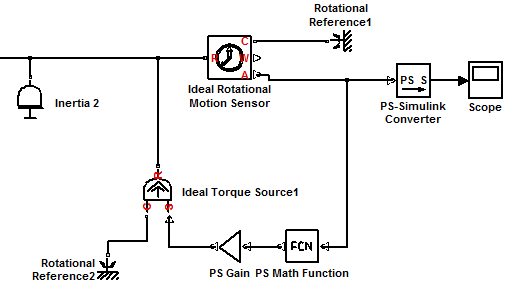 Rotational
Reference1
C
R
W
A
Ideal Rotational
Motion Sensor
Inertia 2
PS S
PS-Simulink
Converter
Scope
R
Ideal Torque Source1
C
S
FCN
Rotational
Reference2
PS Gain
PS Math Function